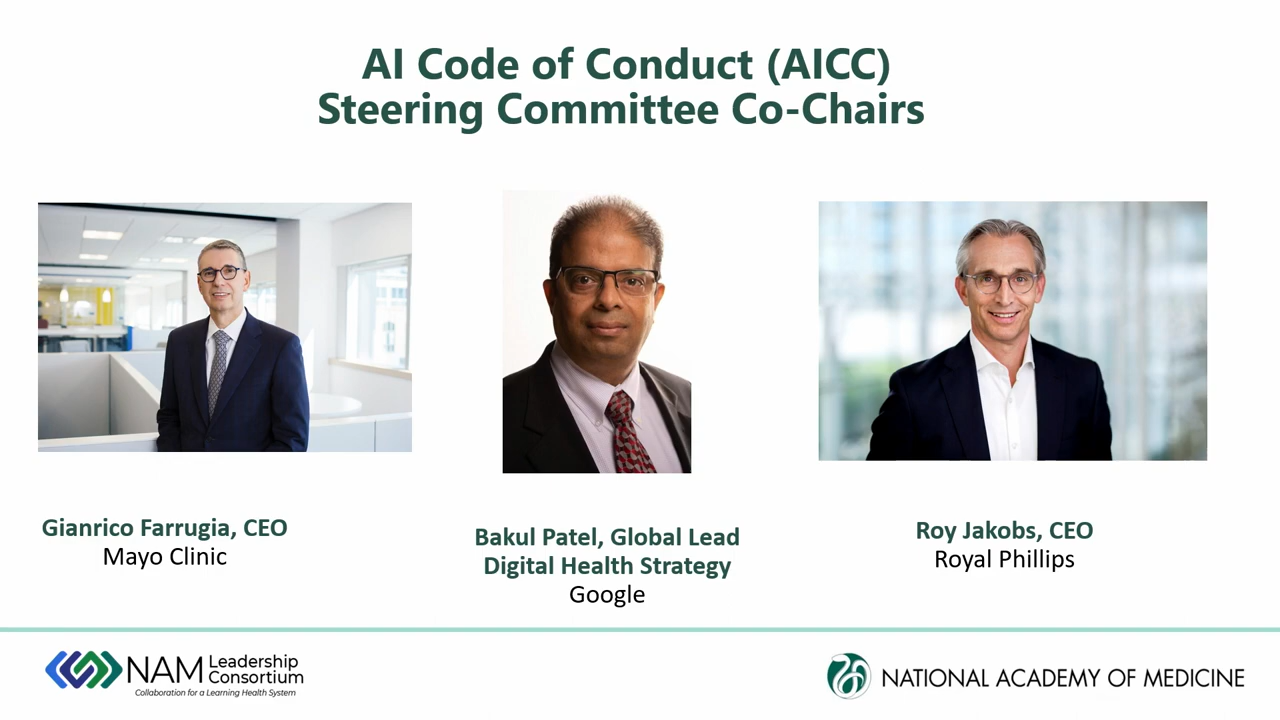 AI Code of Conduct (AICC)
Steering Committee Co-Chairs
Gianrico Farrugia, CEO
Mayo Clinic
Bakul Patel, Global Lead
Digital Health Strategy
Google
Roy Jakobs, CEO
Royal Phillips
NAM Leadership
Consortium
Collaboration for a Learning Health System
NATIONAL ACADEMY OF MEDICINE